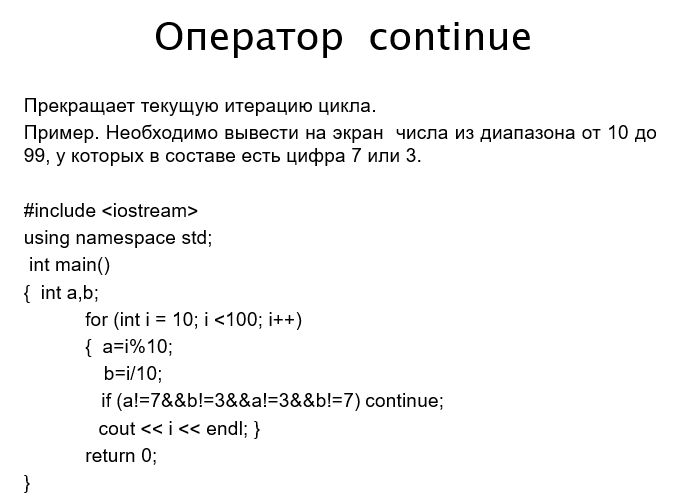 Оператор  continue
Прекращает текущую итерацию цикла.
Пример. Необходимо вывести на экран  числа из диапазона от 10 до
99, у которых в составе есть цифра 7 или 3.
#include <iostream>
using namespace std;
int main()
{  int a,b;
for (int i = 10; i <100; i++)
{  a=i%10;
b=i/10;
if (a!=7&&b!=3&&a!=3&&b!=7) continue;
cout << i << endl; }
return 0;
}